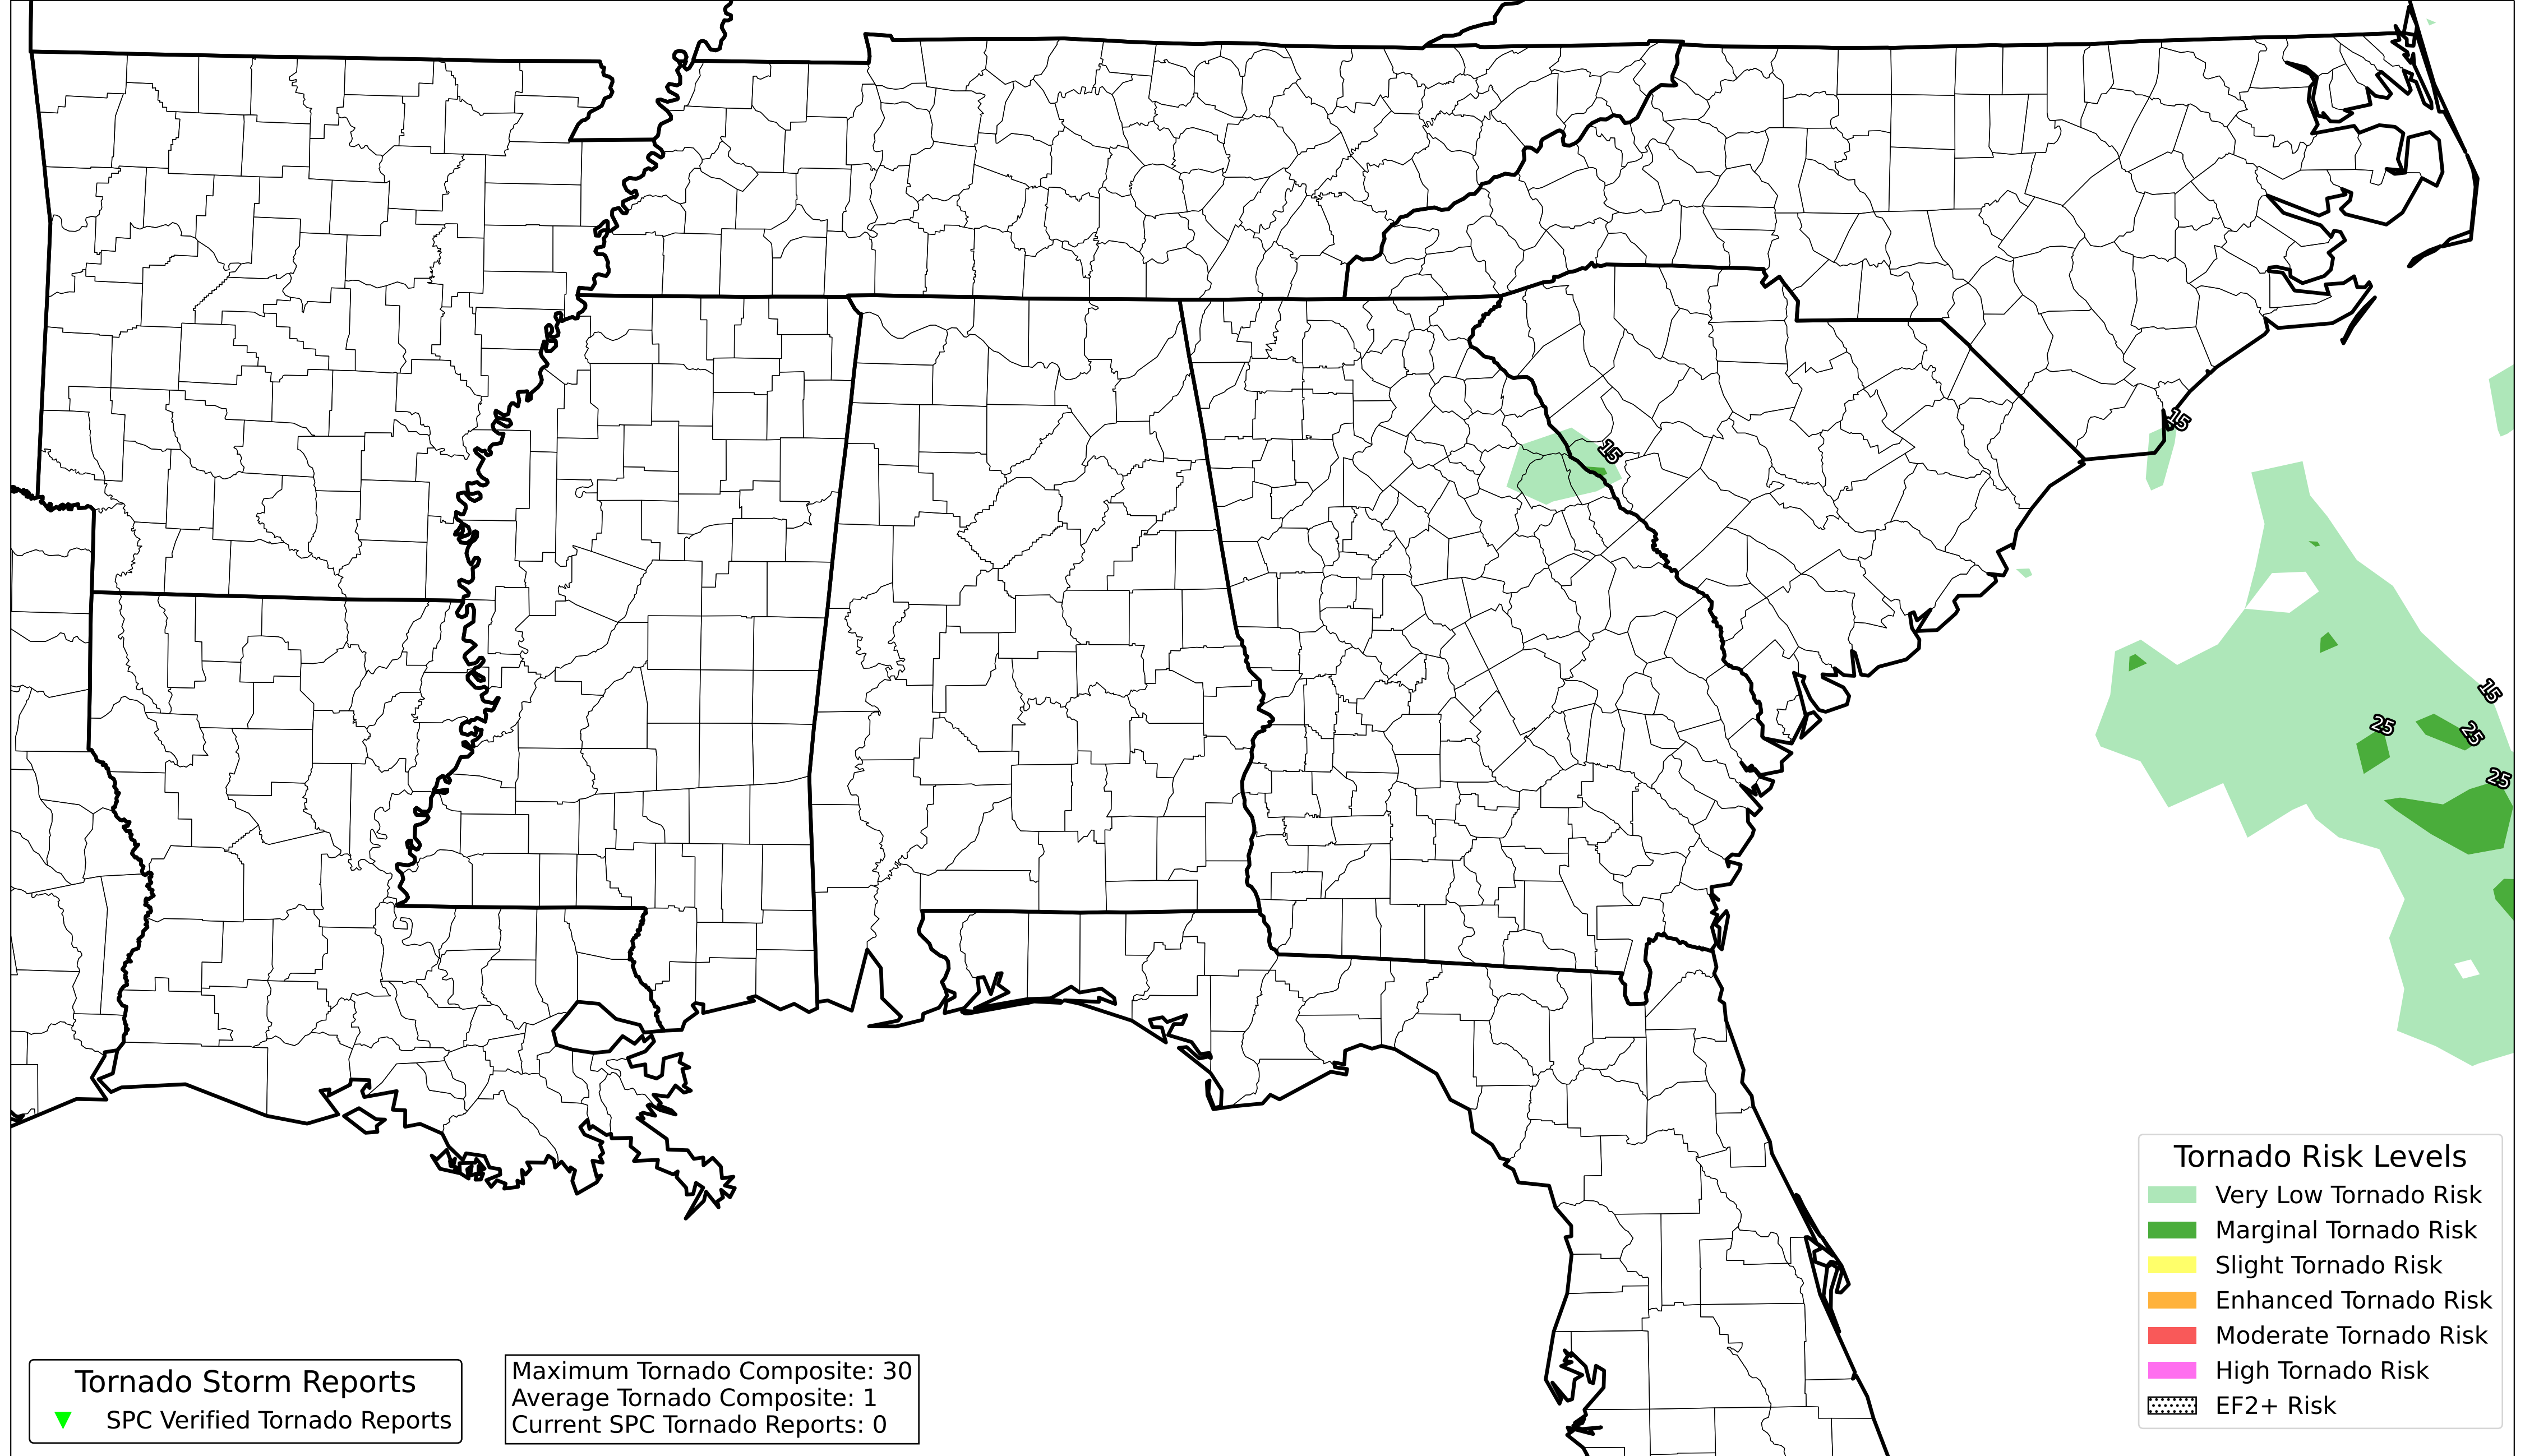 15
15
15
25
25
25
Tornado Risk Levels
Very Low Tornado Risk
Marginal Tornado Risk
Slight Tornado Risk
Enhanced Tornado Risk
Moderate Tornado Risk
High Tornado Risk
EF2+ Risk
Tornado Storm Reports
SPC Verified Tornado Reports
Maximum Tornado Composite: 30
Average Tornado Composite: 1
Current SPC Tornado Reports: 0